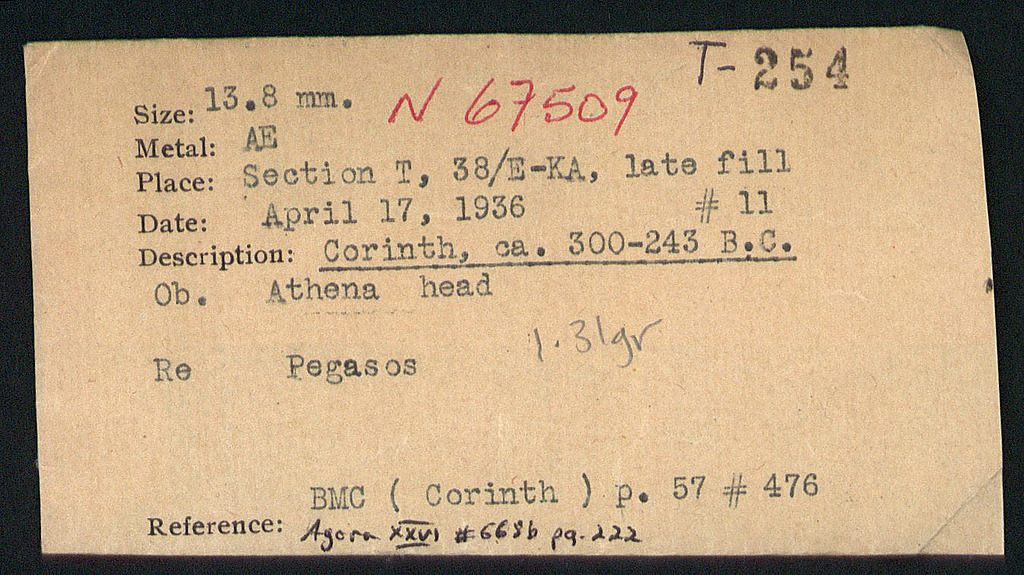 T-254
N 67509
Size: 13.8 mm.
Metal: AE
Place: Section T, 38/E-KA, late fill
Date: April 17, 1936 # 11
Description: Corinth, ca. 300-243 B.C.
Ob. Athena head
1.31gr
Re Pegasos
BMC ( Corinth ) p. 57 # 476
Reference: Agora XXVI #668b pg. 222